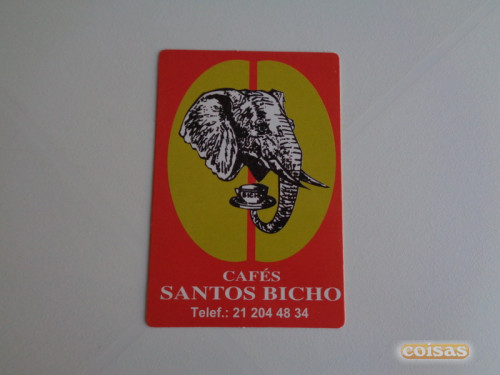 CAFÉS
SANTOS BICHO
Telef.: 21 204 48 34
coisas